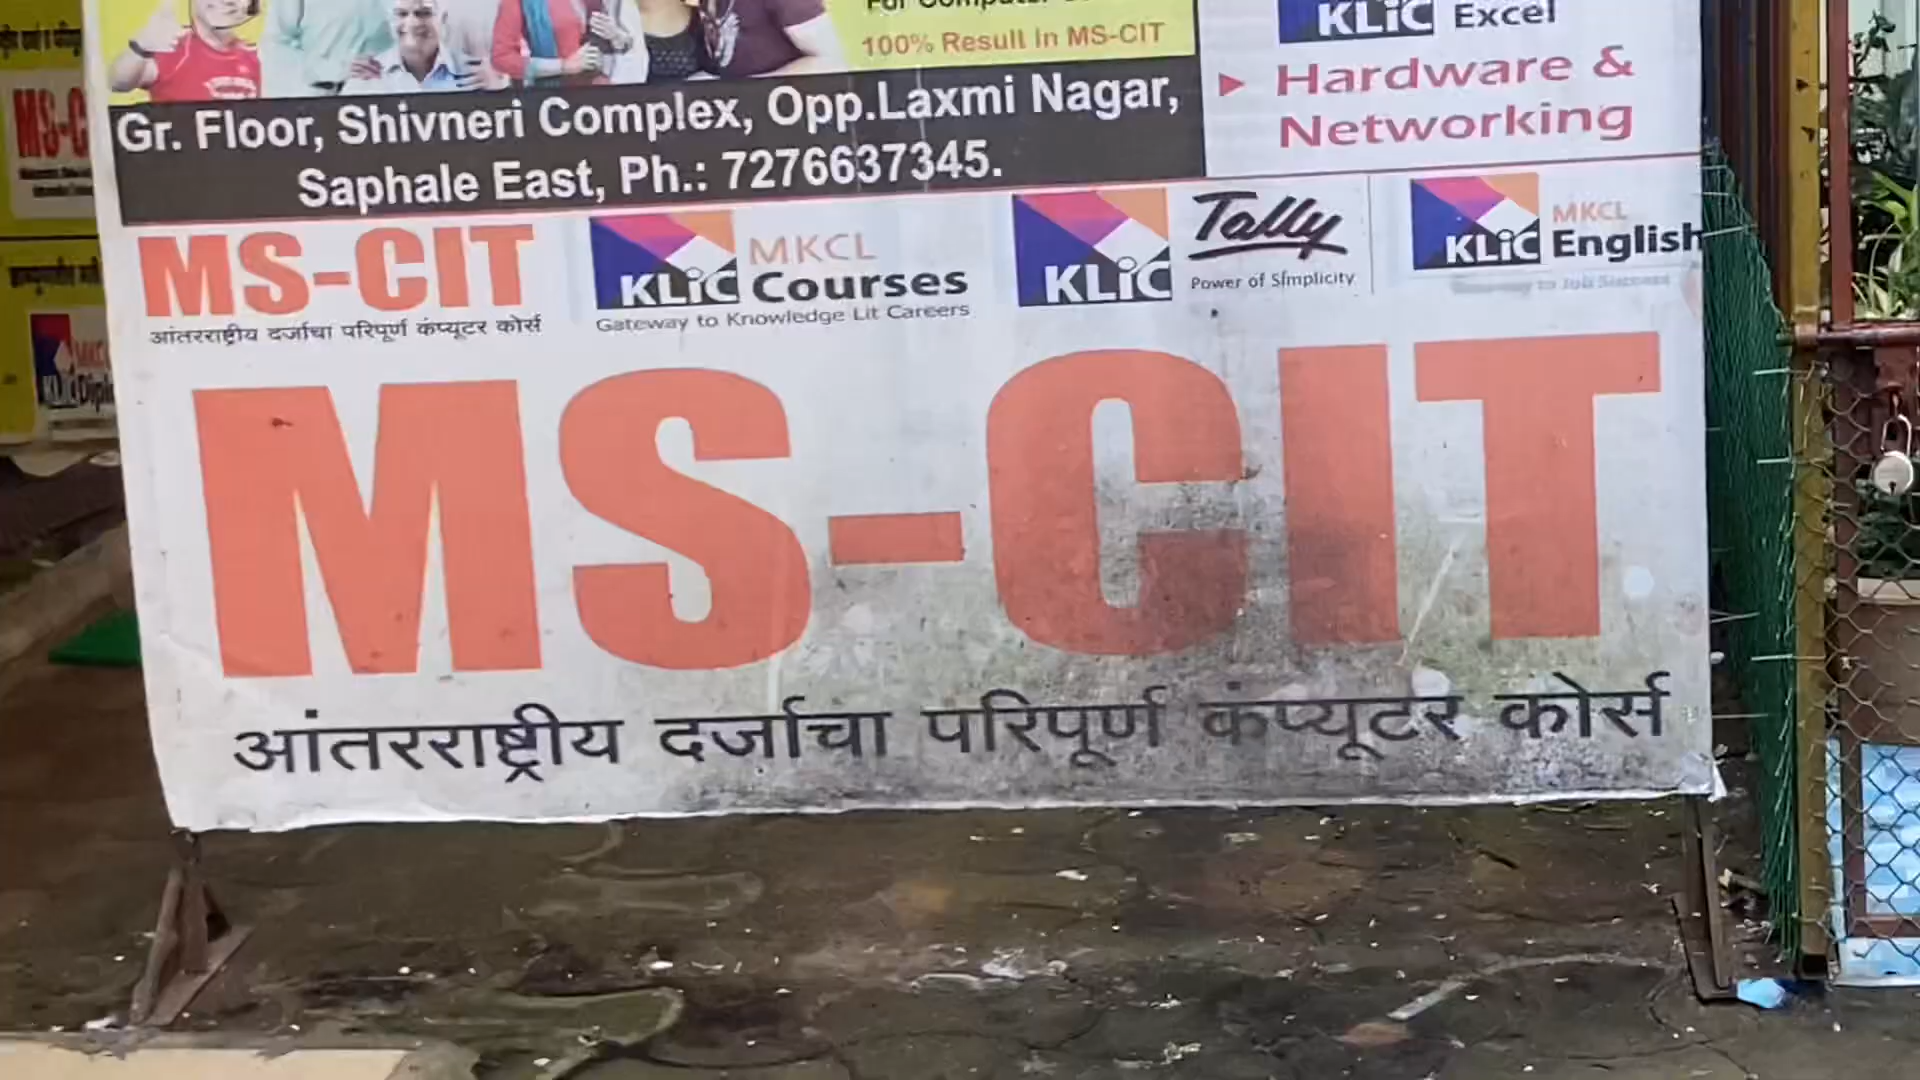 100% Result In MS-CIT
Gr. Floor, Shivneri Complex, Opp.Laxmi Nagar,
Saphale East, Ph.: 7276637345.
KLiC Excel
Hardware &
Networking
MS-CIT
आंतरराष्ट्रीय दर्जाचा परिपूर्ण कंप्यूटर कोर्स
KLiC MKCL Courses
Gateway to Knowledge Lit Careers
KLiC Tally
Power of Simplicity
KLiC MKCL English
MS-CIT
आंतरराष्ट्रीय दर्जाचा परिपूर्ण कंप्यूटर कोर्स